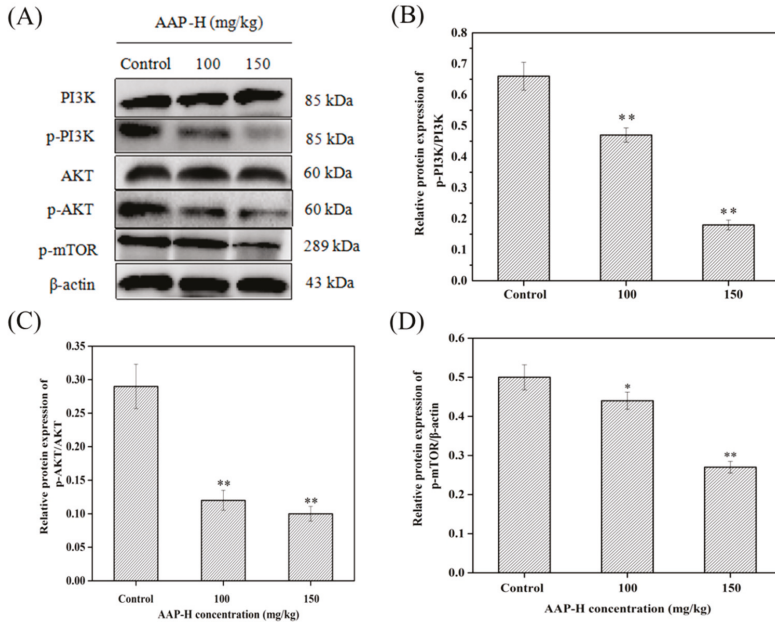 (A)
AAP-H (mg/kg)
Control 100 150
PI3K 85 kDa
p-PI3K 85 kDa
AKT 60 kDa
p-AKT 60 kDa
p-mTOR 289 kDa
β-actin 43 kDa
(B)
Relative protein expression of
p-PI3K/PI3K
0.8
0.7
0.6
0.5
0.4
0.3
0.2
0.1
0.0
**
**
Control 100 150
(C)
Relative protein expression of
p-AKT/AKT
0.35
0.30
0.25
0.20
0.15
0.10
0.05
0.00
**
**
Control 100 150
AAP-H concentration (mg/kg)
(D)
Relative protein expression of
p-mTOR/β-actin
0.6
0.5
0.4
0.3
0.2
0.1
0.0
*
**
Control 100 150
AAP-H concentration (mg/kg)